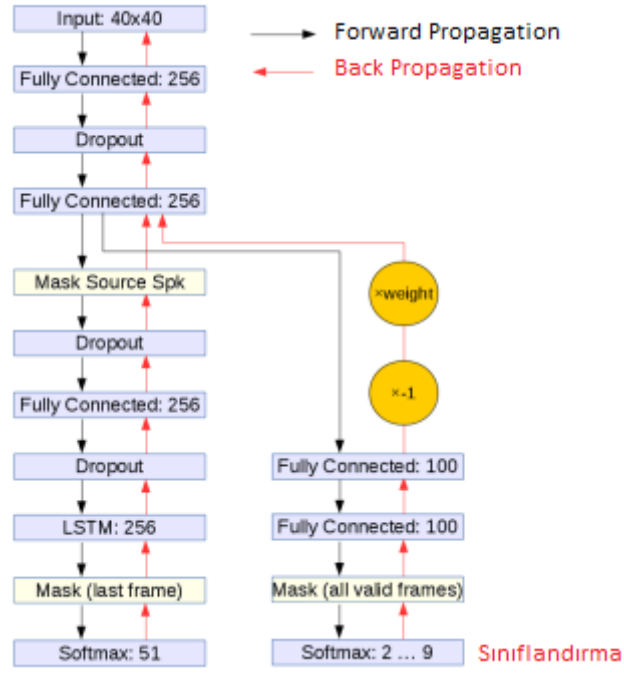 Input: 40x40
Forward Propagation
Back Propagation
Fully Connected: 256
Dropout
Fully Connected: 256
Mask Source Spk
×weight
Dropout
×-1
Fully Connected: 256
Dropout
Fully Connected: 100
LSTM: 256
Fully Connected: 100
Mask (last frame)
Mask (all valid frames)
Softmax: 51
Softmax: 2 ... 9
Sınıflandırma